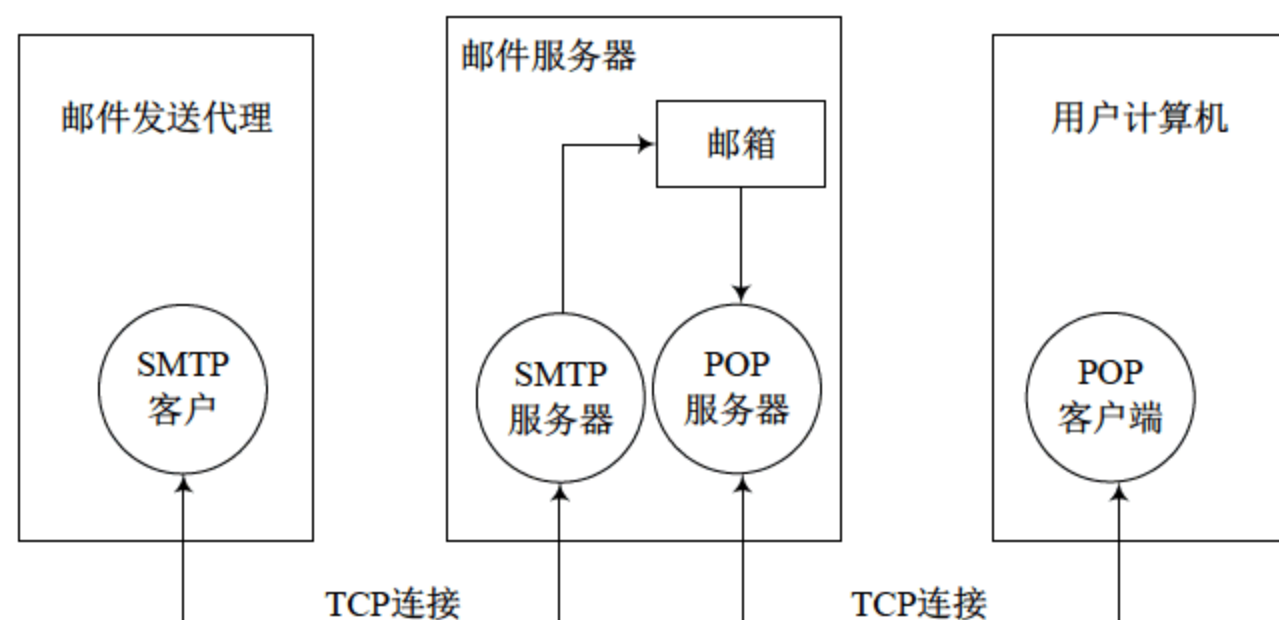 邮件发送代理
SMTP
客户
邮件服务器
邮箱
SMTP
服务器
POP
服务器
用户计算机
POP
客户端
TCP连接
TCP连接